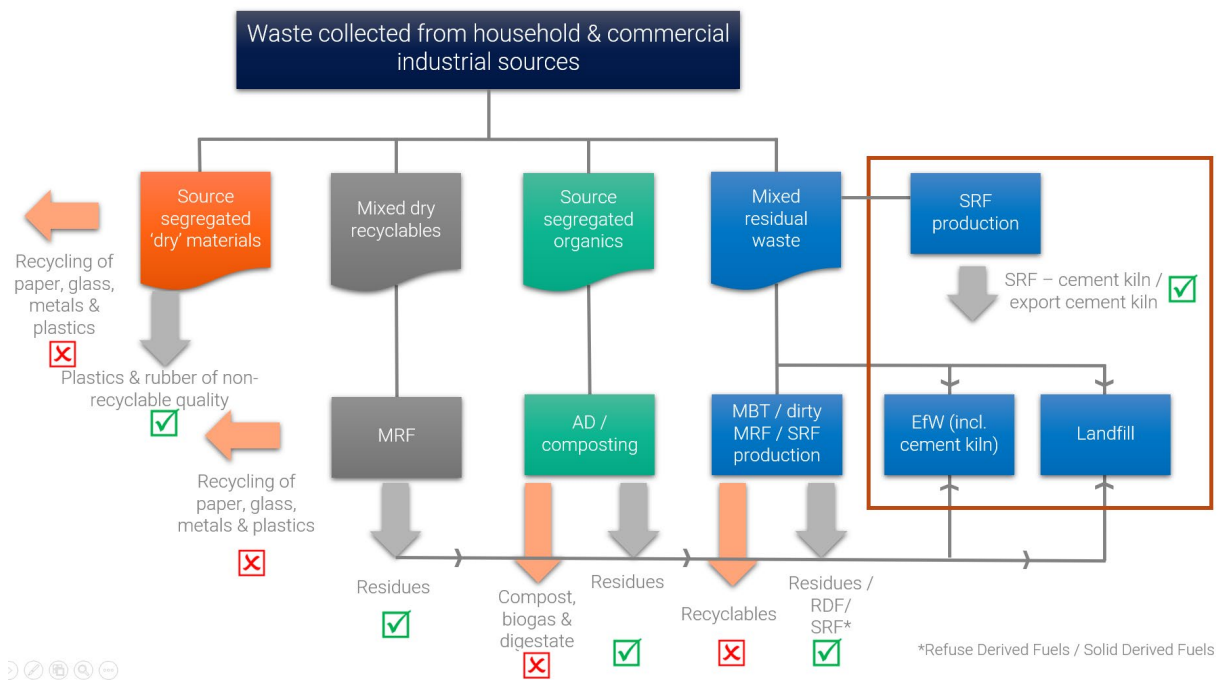 Waste collected from household & commercial
industrial sources
Source
segregated
‘dry’ materials
Mixed dry
recyclables
Source
segregated
organics
Mixed
residual
waste
SRF
production
Recycling of
paper, glass,
metals &
plastics
SRF – cement kiln /
export cement kiln
Plastics & rubber of non-
recyclable quality
MRF
AD /
composting
MBT / dirty
MRF / SRF
production
EfW (incl.
cement kiln)
Landfill
Recycling of
paper, glass,
metals & plastics
Residues
Compost,
biogas &
digestate
Residues
Recyclables
Residues /
RDF/
SRF*
*Refuse Derived Fuels / Solid Derived Fuels